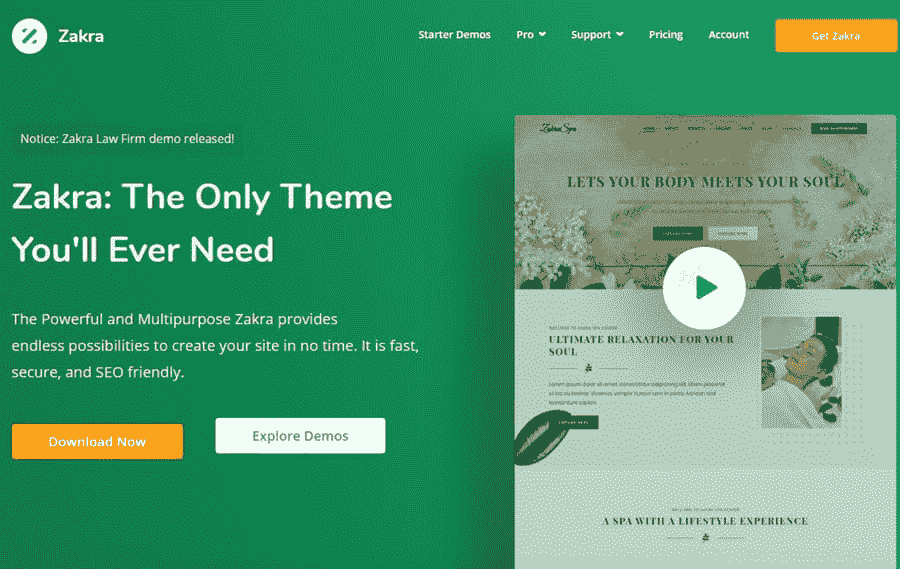 Zakra
Starter Demos Pro Support Pricing Account Get Zakra
Notice: Zakra Law Firm demo released!
Zakra: The Only Theme
You'll Ever Need
The Powerful and Multipurpose Zakra provides
endless possibilities to create your site in no time. It is fast,
secure, and SEO friendly.
Download Now Explore Demos
ZakraSpa
LETS YOUR BODY MEETS YOUR SOUL
ULTIMATE RELAXATION FOR YOUR
SOUL
A SPA WITH A LIFESTYLE EXPERIENCE